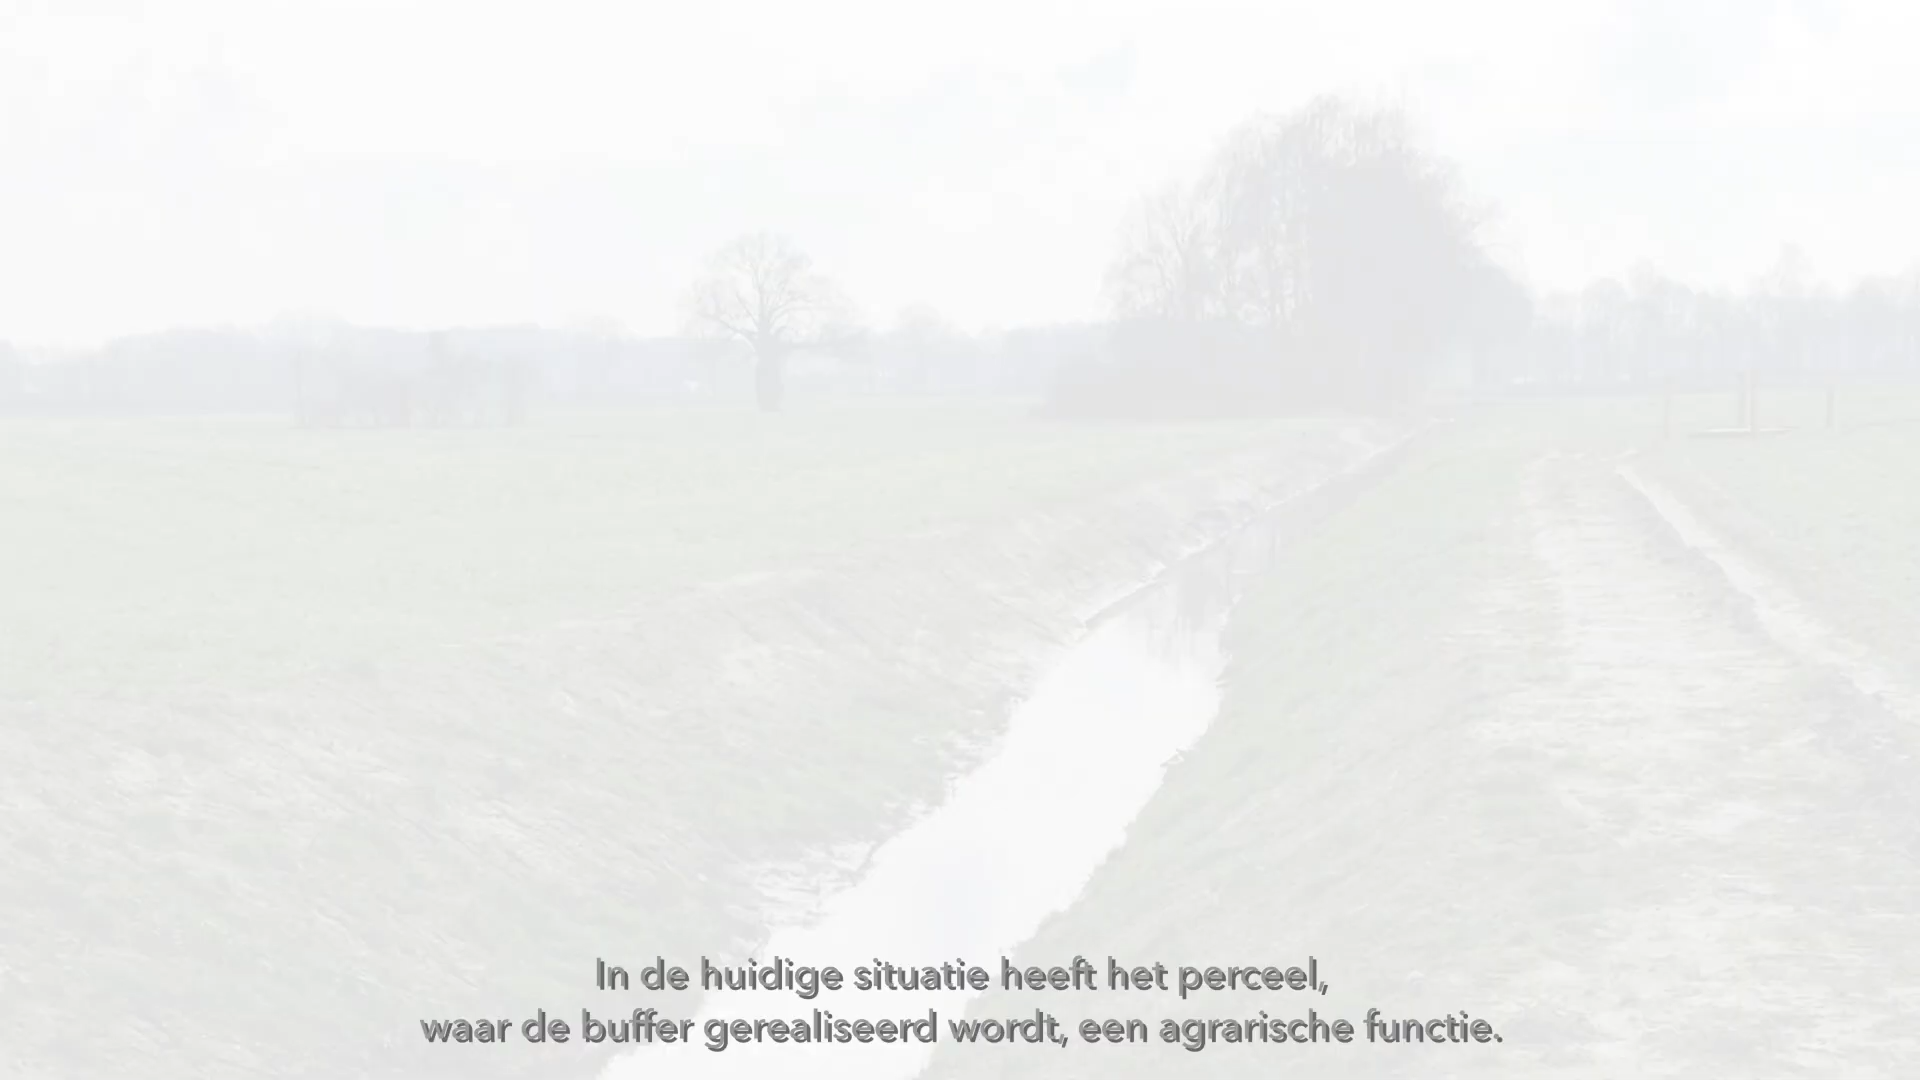 In de huidige situatie heeft het perceel,
waar de buffer gerealiseerd wordt, een agrarische functie.